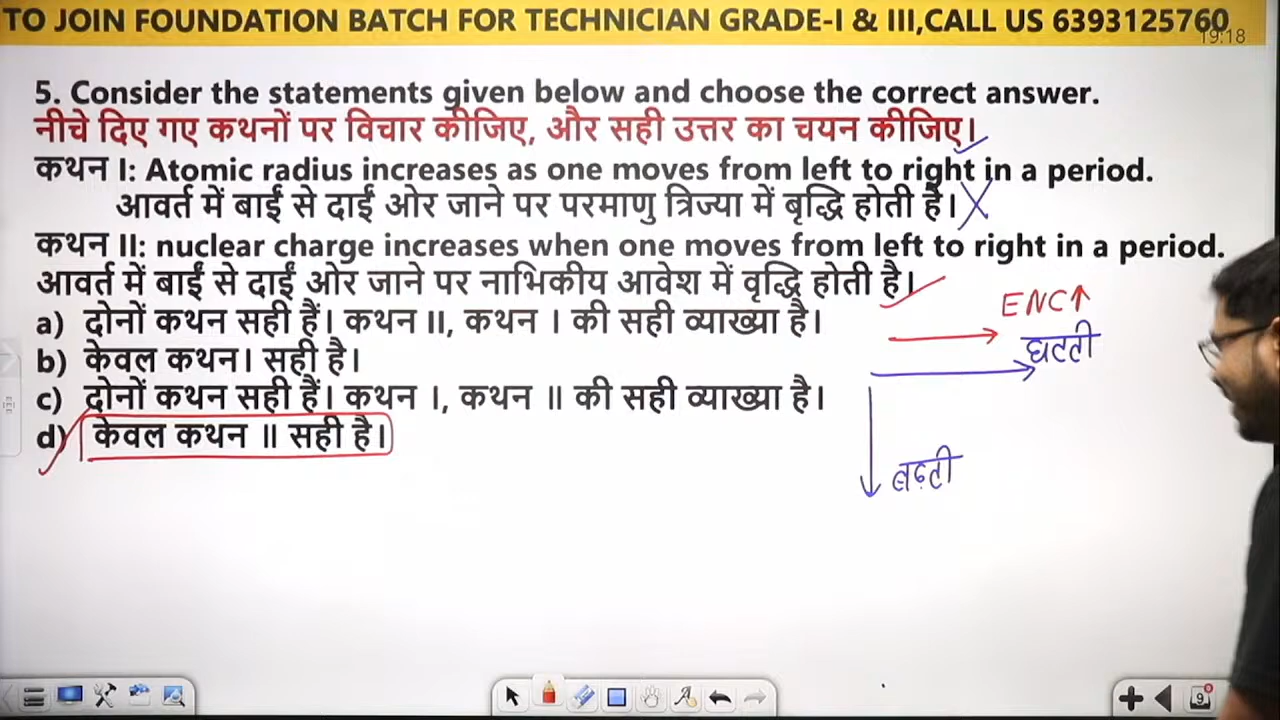 TO JOIN FOUNDATION BATCH FOR TECHNICIAN GRADE-I & III,CALL US 6393125760
19:18
5. Consider the statements given below and choose the correct answer.
नीचे दिए गए कथनों पर विचार कीजिए, और सही उत्तर का चयन कीजिए।
कथन I: Atomic radius increases as one moves from left to right in a period.
आवर्त में बाईं से दाईं ओर जाने पर परमाणु त्रिज्या में बृद्धि होती है।
कथन II: nuclear charge increases when one moves from left to right in a period.
आवर्त में बाईं से दाईं ओर जाने पर नाभिकीय आवेश में वृद्धि होती है।
ENC↑
a) दोनों कथन सही हैं। कथन II, कथन I की सही व्याख्या है।
घटती
b) केवल कथन। सही है।
c) दोनों कथन सही हैं। कथन I, कथन II की सही व्याख्या है।
d) केवल कथन II सही है।
बढ़ती
9